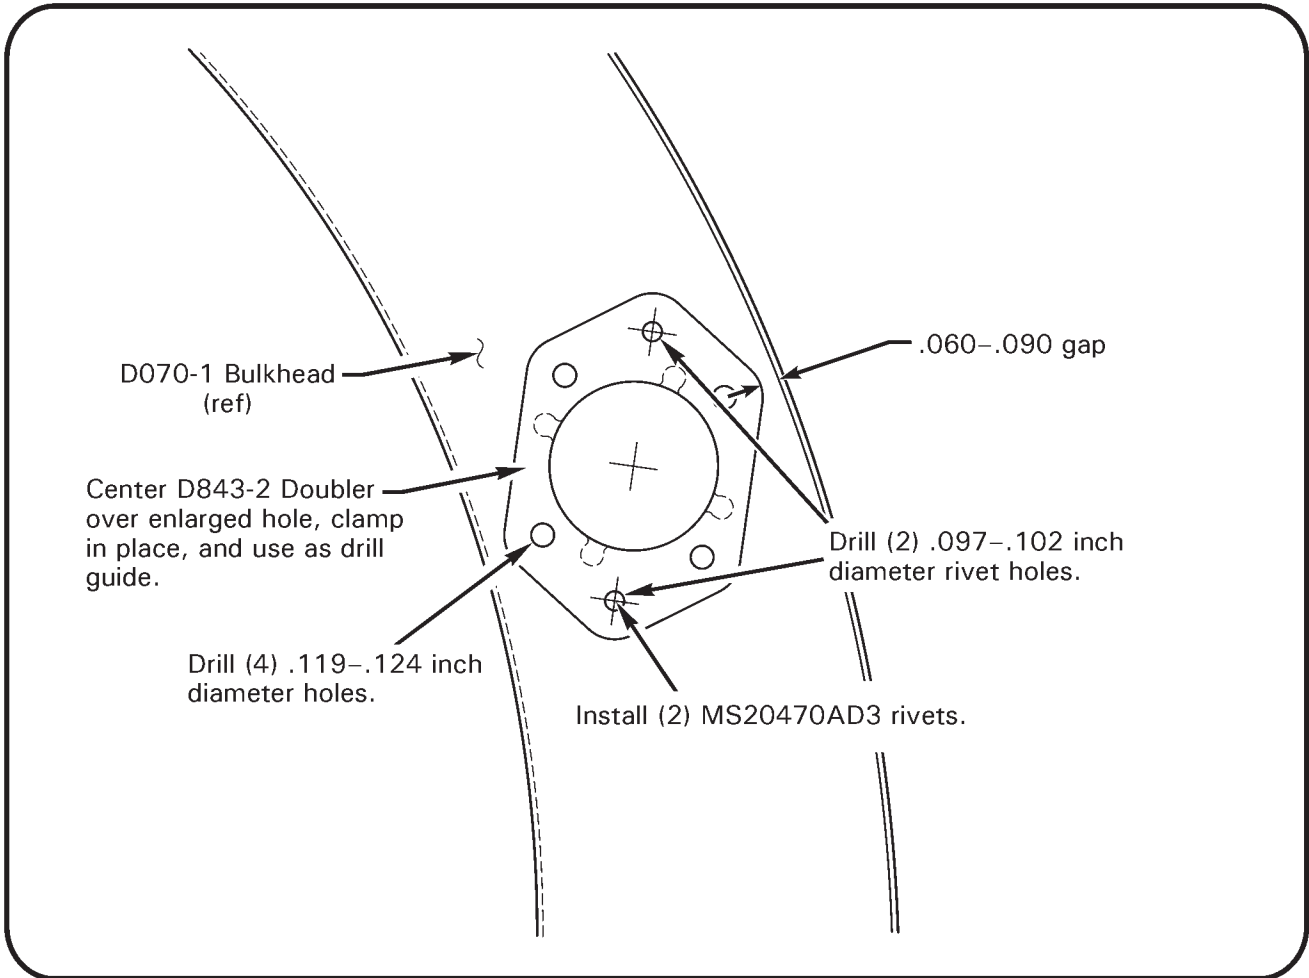 .060–.090 gap
D070-1 Bulkhead
(ref)
Center D843-2 Doubler
over enlarged hole, clamp
in place, and use as drill
guide.
Drill (2) .097–.102 inch
diameter rivet holes.
Drill (4) .119–.124 inch
diameter holes.
Install (2) MS20470AD3 rivets.